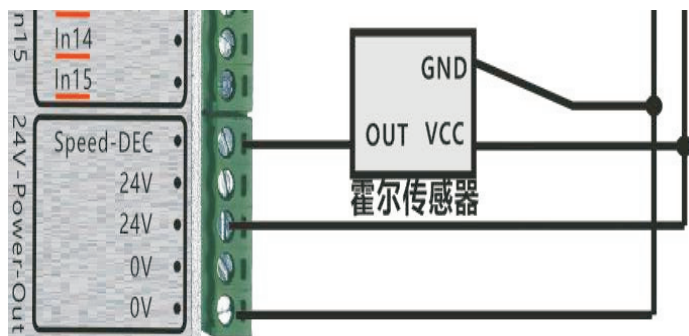 In15
In14
In15
24V-Power-Out
Speed-DEC
24V
24V
0V
0V
GND
OUT VCC
霍尔传感器